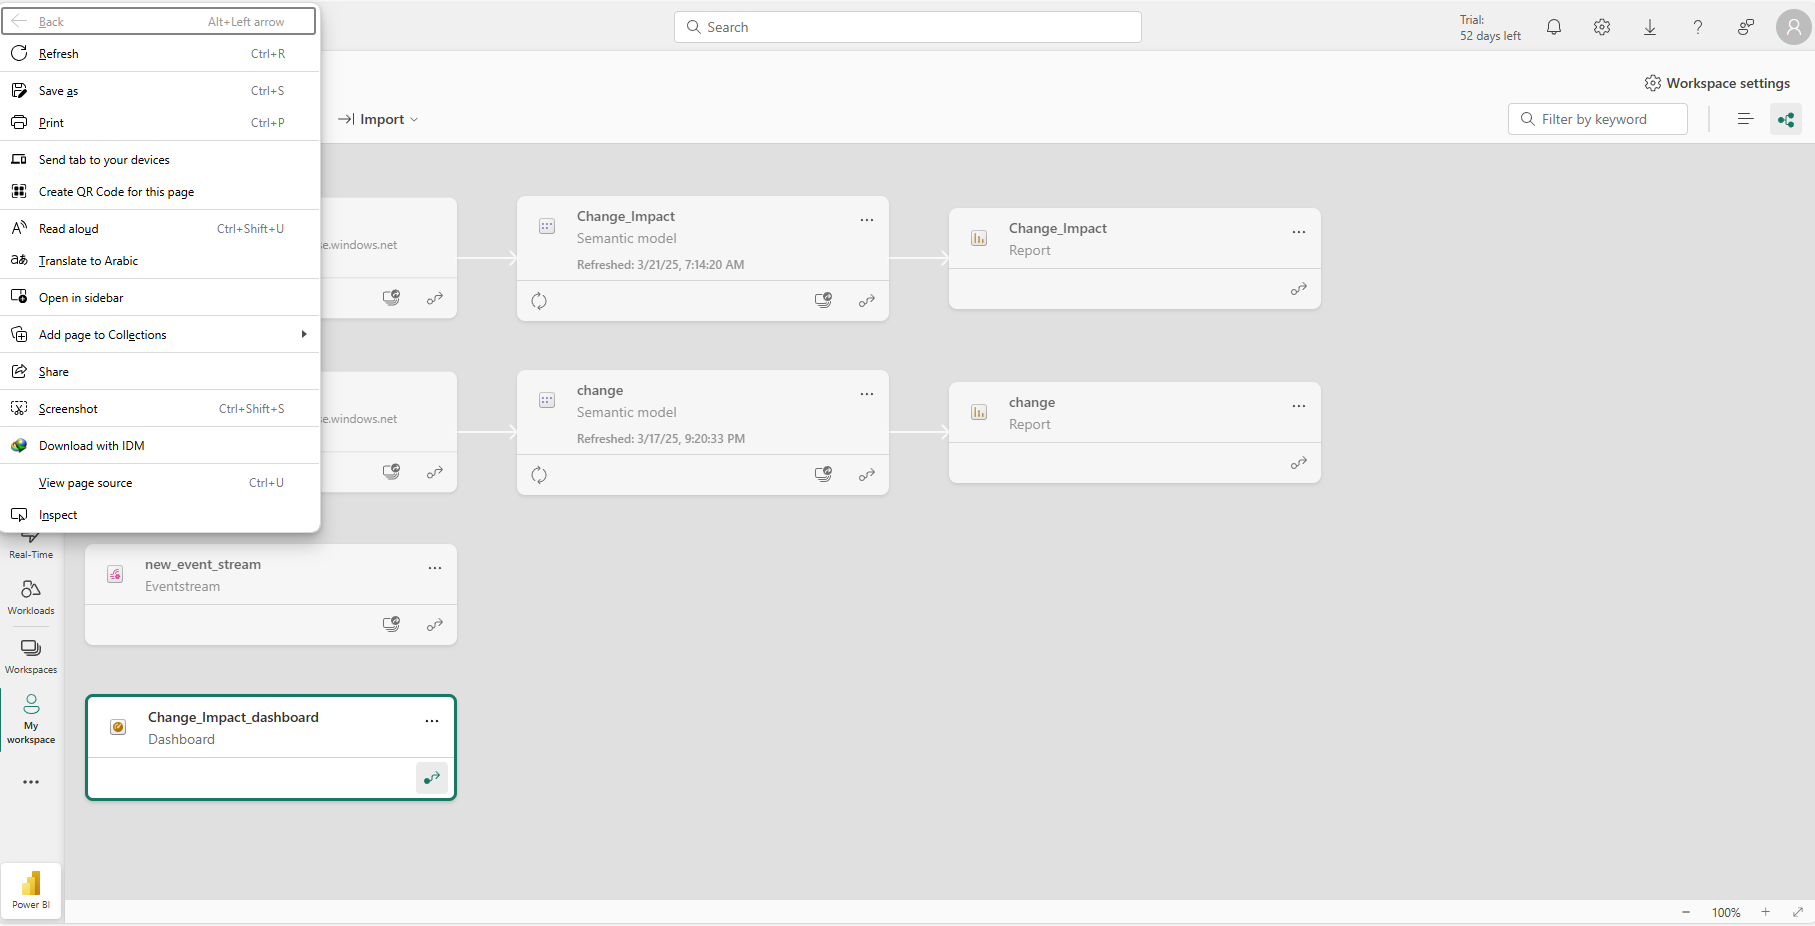 Back Alt+Left arrow
Refresh Ctrl+R
Save as Ctrl+S
Print Ctrl+P
Send tab to your devices
Create QR Code for this page
Read aloud Ctrl+Shift+U
Translate to Arabic
Open in sidebar
Add page to Collections
Share
Screenshot Ctrl+Shift+S
Download with IDM
View page source Ctrl+U
Inspect
Search
Trial:
52 days left
Workspace settings
Import
Filter by keyword
se.windows.net
Change_Impact
Semantic model
Refreshed: 3/21/25, 7:14:20 AM
Change_Impact
Report
se.windows.net
change
Semantic model
Refreshed: 3/17/25, 9:20:33 PM
change
Report
Real-Time
Workloads
Workspaces
My
workspace
Power BI
new_event_stream
Eventstream
Change_Impact_dashboard
Dashboard
100%